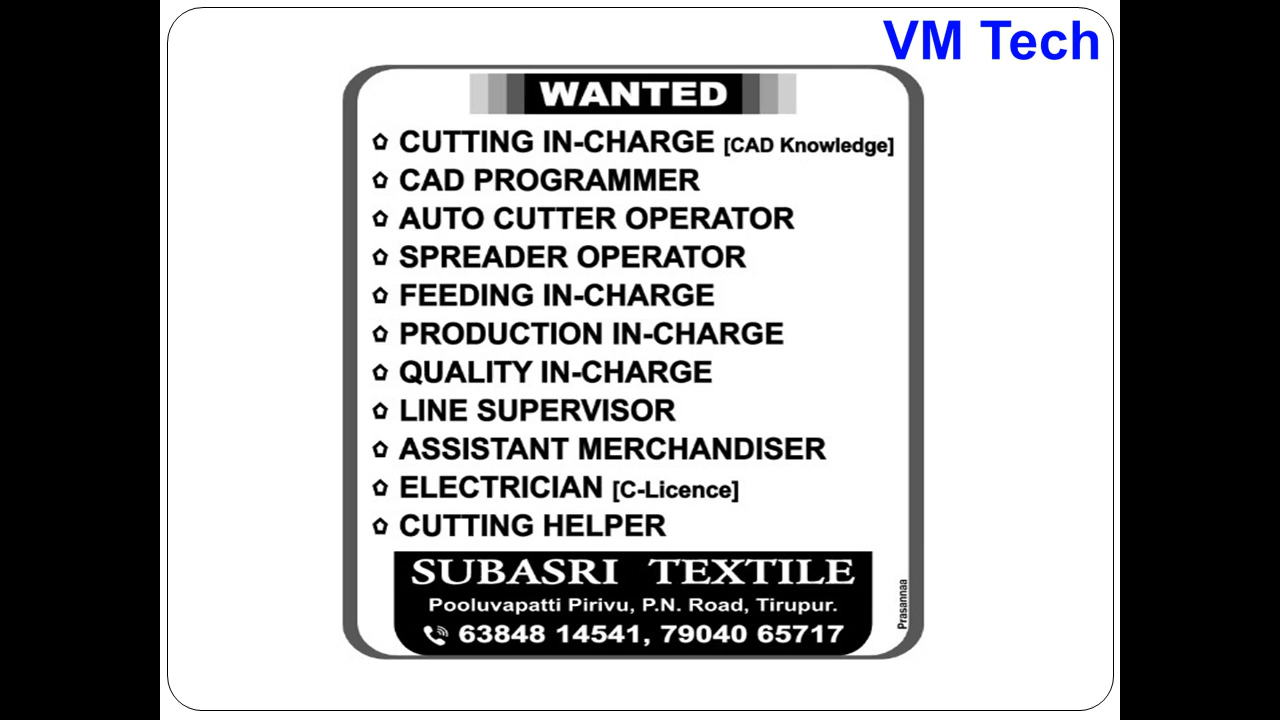 VM Tech
WANTED
CUTTING IN-CHARGE [CAD Knowledge]
CAD PROGRAMMER
AUTO CUTTER OPERATOR
SPREADER OPERATOR
FEEDING IN-CHARGE
PRODUCTION IN-CHARGE
QUALITY IN-CHARGE
LINE SUPERVISOR
ASSISTANT MERCHANDISER
ELECTRICIAN [C-Licence]
CUTTING HELPER
SUBASRI TEXTILE
Pooluvapatti Pirivu, P.N. Road, Tirupur.
63848 14541, 79040 65717
Prasannaa